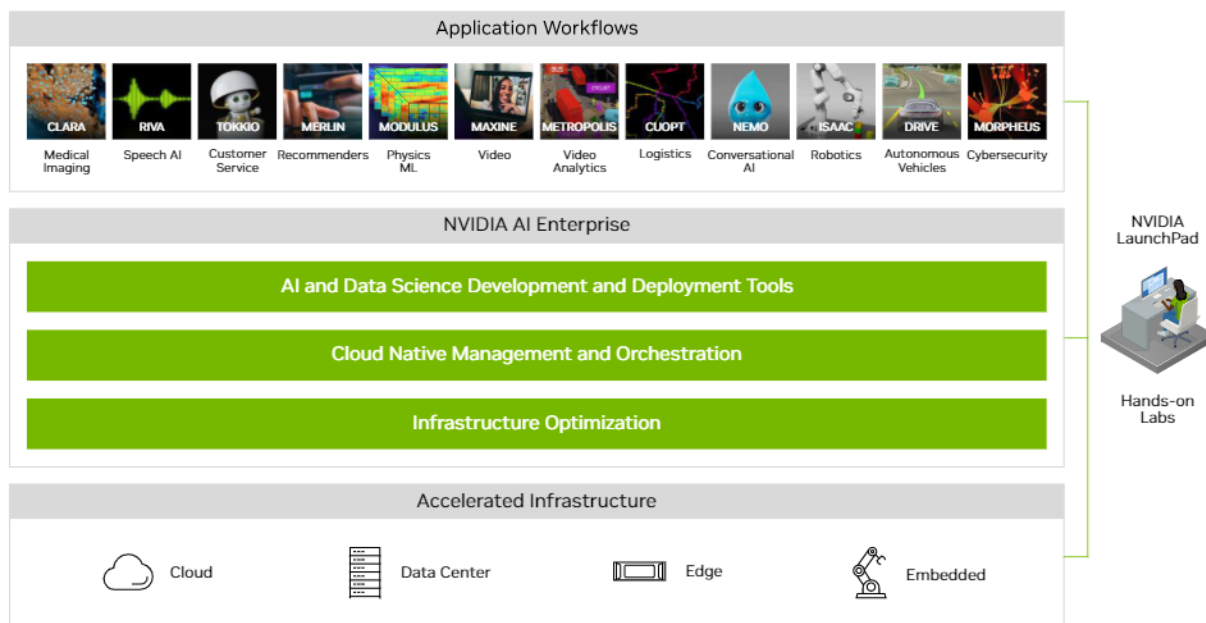 Application Workflows
CLARA
RIVA
TOKKIO
MERLIN
MODULUS
MAXINE
BUS
CYCLIST
METROPOLIS
CUOPT
NEMO
ISAAC
DRIVE
MORPHEUS
Medical
Imaging
Speech AI
Customer
Service
Recommenders
Physics
ML
Video
Video
Analytics
Logistics
Conversational
AI
Robotics
Autonomous
Vehicles
Cybersecurity
NVIDIA AI Enterprise
AI and Data Science Development and Deployment Tools
Cloud Native Management and Orchestration
Infrastructure Optimization
NVIDIA
LaunchPad
Hands-on
Labs
Accelerated Infrastructure
Cloud
Data Center
Edge
Embedded